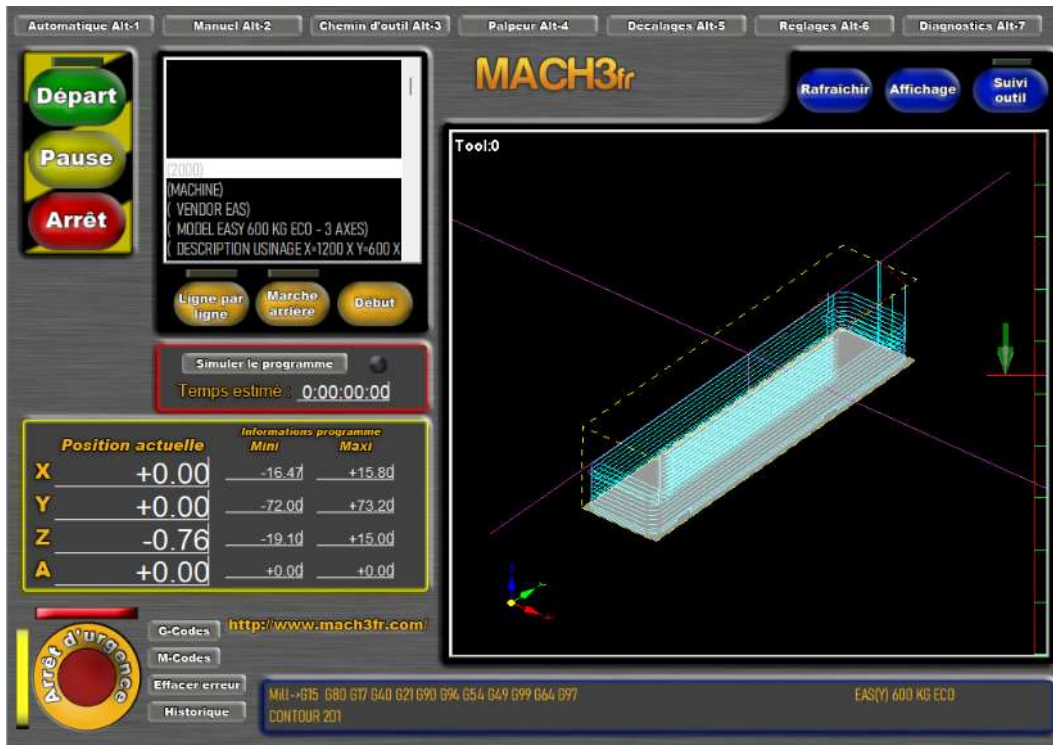 Automatique Alt-1
Manuel Alt-2
Chemin d'outil Alt-3
Palpeur Alt-4
Décalages Alt-5
Réglages Alt-6
Diagnostics Alt-7
Départ
Pause
Arrêt
(2000)
(MACHINE)
( VENDOR EAS)
( MODEL EASY 600 KG ECO - 3 AXES)
( DESCRIPTION USINAGE X=1200 X Y=600 X
Ligne par
ligne
Marche
arrière
Début
MACH3fr
Rafraichir
Affichage
Suivi
outil
Tool:0
Simuler le programme
Temps estimé : 0:00:00:00
Informations programme
Position actuelle Mini Maxi
X +0.00 -16.47 +15.80
Y +0.00 -72.00 +73.20
Z -0.76 -19.10 +15.00
A +0.00 +0.00 +0.00
Arrêt d'urgence
G-Codes
http://www.mach3fr.com/
M-Codes
Effacer erreur
Historique
Mill->G15 G80 G17 G40 G21 G90 G94 G54 G49 G99 G64 G97
EAS(Y) 600 KG ECO
CONTOUR 201